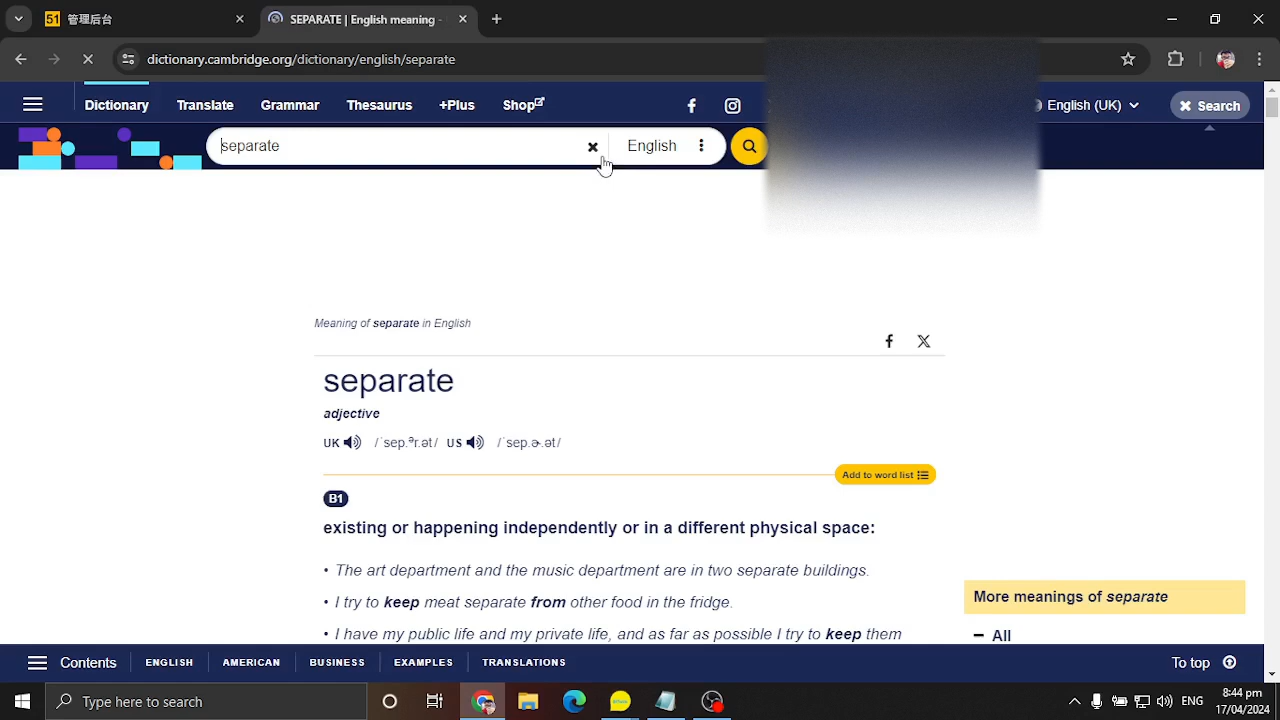 51 管理后台
SEPARATE | English meaning -
dictionary.cambridge.org/dictionary/english/separate
Dictionary Translate Grammar Thesaurus +Plus Shop English (UK) Search
separate English
Meaning of separate in English
separate
adjective
UK /ˈsep.ᵊr.ət/ US /ˈsep.ɚ.ət/
Add to word list
B1
existing or happening independently or in a different physical space:
• The art department and the music department are in two separate buildings.
• I try to keep meat separate from other food in the fridge.
More meanings of separate
• I have my public life and my private life, and as far as possible I try to keep them
All
Contents ENGLISH AMERICAN BUSINESS EXAMPLES TRANSLATIONS To top
Type here to search ENG 8:44 pm
17/04/2024